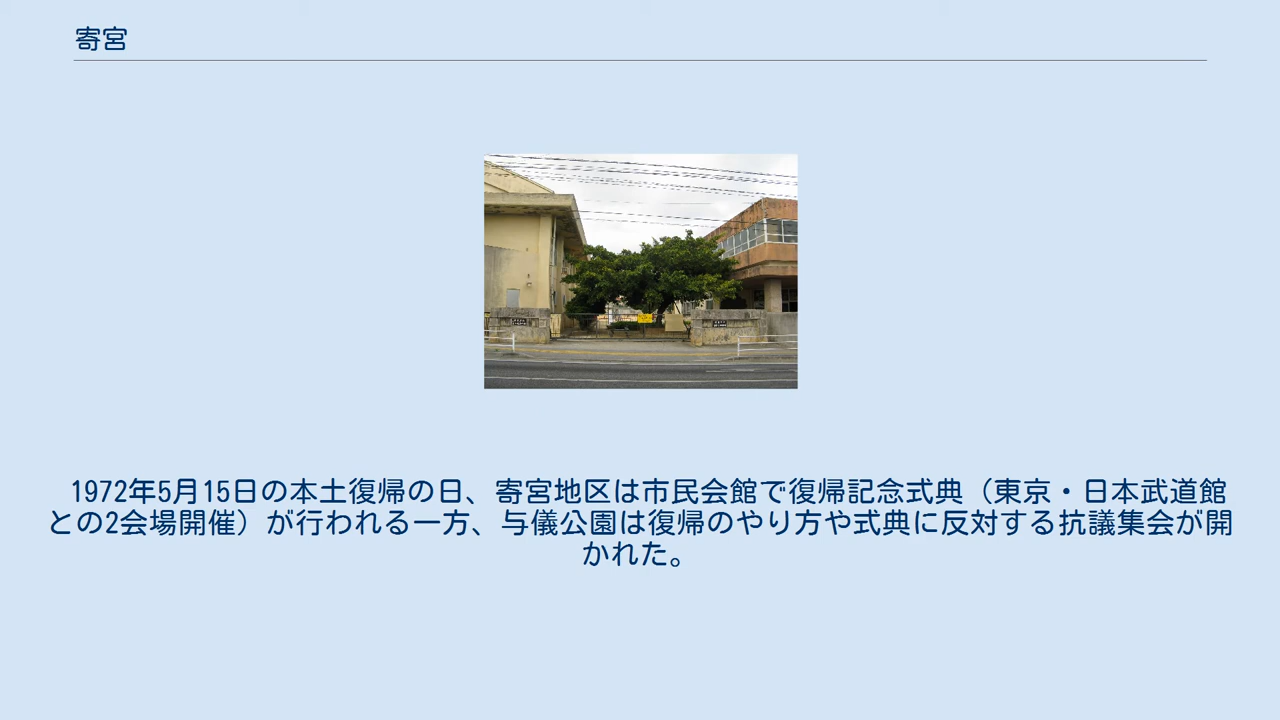 寄宮
1972年5月15日の本土復帰の日、寄宮地区は市民会館で復帰記念式典（東京・日本武道館
との2会場開催）が行われる一方、与儀公園は復帰のやり方や式典に反対する抗議集会が開
かれた。